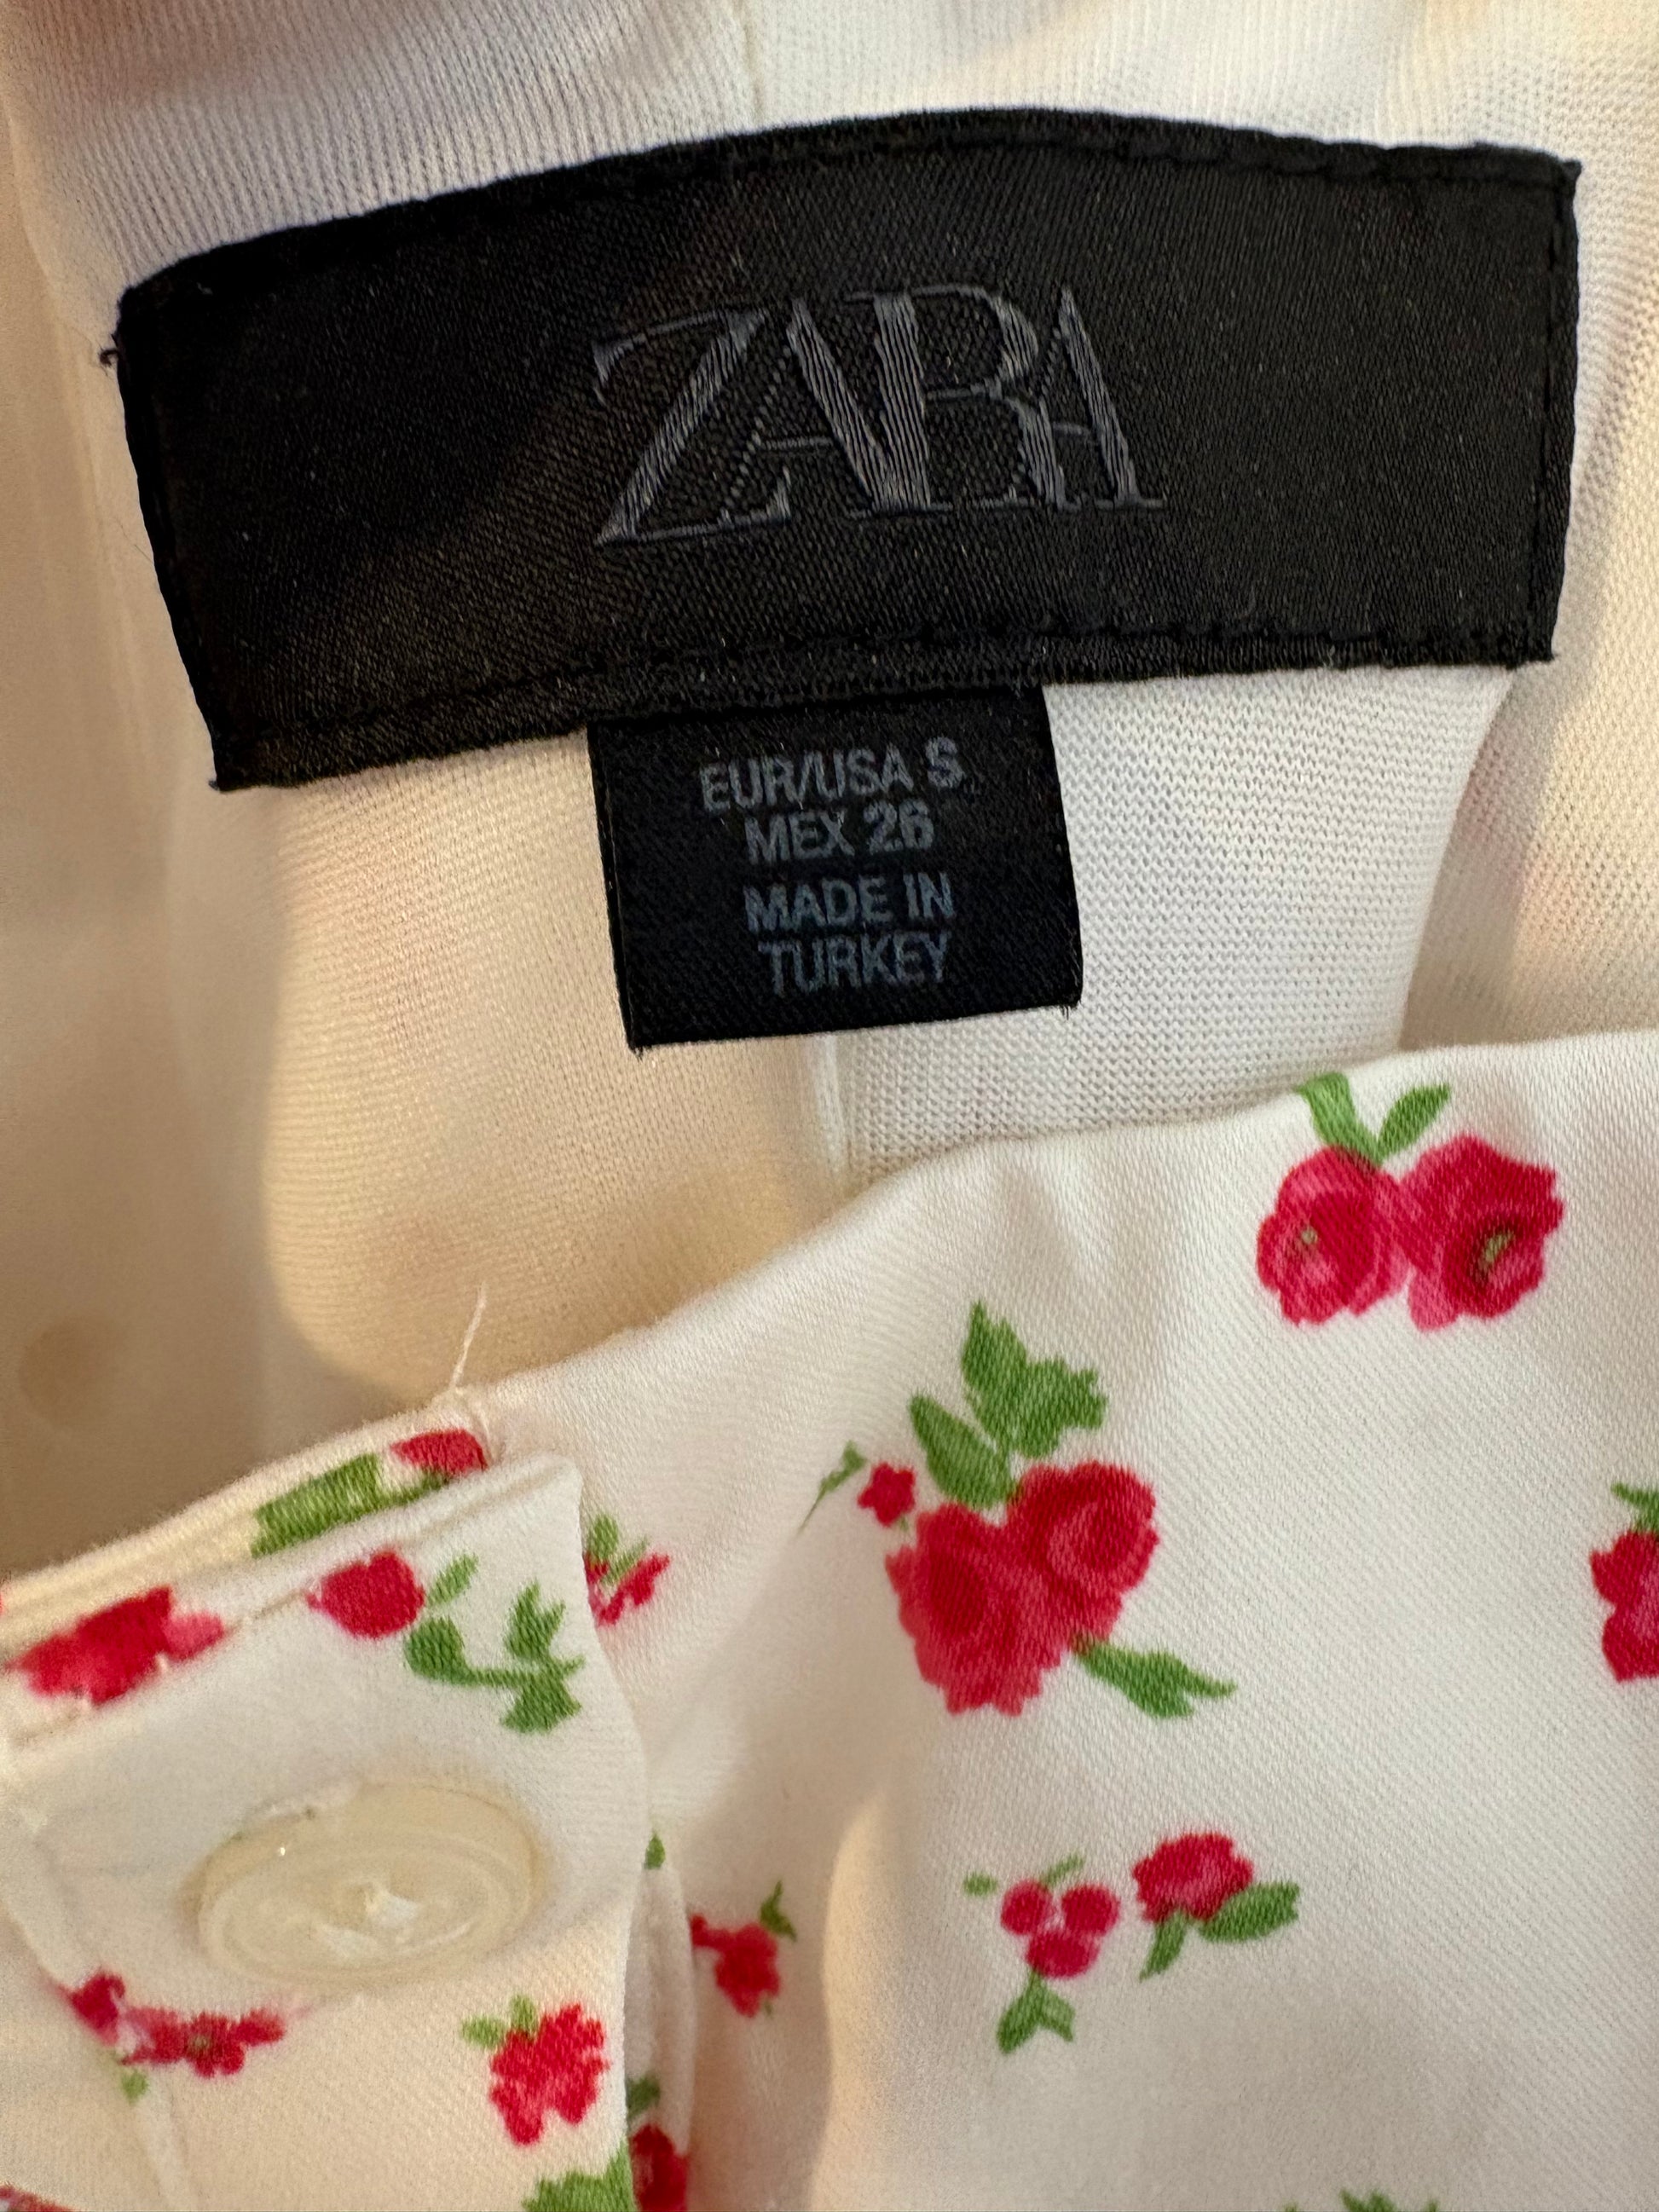 ZARA
EUR/USA S
MEX 26
MADE IN
TURKEY